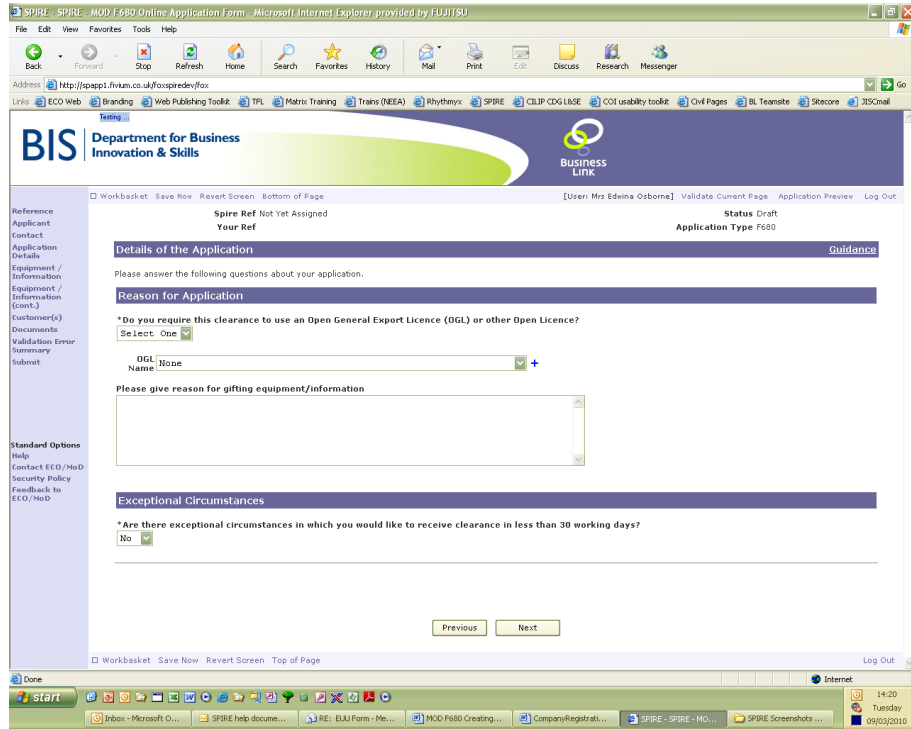 SPIRE - SPIRE - MOD F680 Online Application Form - Microsoft Internet Explorer provided by FUJITSU
File Edit View Favorites Tools Help
Back Forward Stop Refresh Home Search Favorites History Mail Print Edit Discuss Research Messenger
Address http://spapp1.fivium.co.uk/foxspiredev/fox Go
Links ECO Web Branding Web Publishing Toolkit TFL Matrix Training Trains (NEEA) Rhythmyx SPIRE CILIP CDG L&SE COI usability toolkit Civil Pages BL Teamsite Sitecore JISCmail
Testing ...
BIS Department for Business
Innovation & Skills
Business
Link
Workbasket Save Now Revert Screen Bottom of Page [User: Mrs Edwina Osborne] Validate Current Page Application Preview Log Out
Reference
Applicant
Contact
Application
Details
Equipment /
Information
Equipment /
Information
(cont.)
Customer(s)
Documents
Validation Error
Summary
Submit
Standard Options
Help
Contact ECO/MoD
Security Policy
Feedback to
ECO/MoD
Spire Ref Not Yet Assigned Status Draft
Your Ref Application Type F680
Details of the Application Guidance
Please answer the following questions about your application.
Reason for Application
*Do you require this clearance to use an Open General Export Licence (OGL) or other Open Licence?
Select One
OGL
Name None +
Please give reason for gifting equipment/information
Exceptional Circumstances
*Are there exceptional circumstances in which you would like to receive clearance in less than 30 working days?
No
Previous Next
Workbasket Save Now Revert Screen Top of Page Log Out
Done Internet
start 14:20
Tuesday
Inbox - Microsoft O... SPIRE help docume... RE: EUU Form - Me... MOD F680 Creating... CompanyRegistrati... SPIRE - SPIRE - MO... SPIRE Screenshots ... 09/03/2010